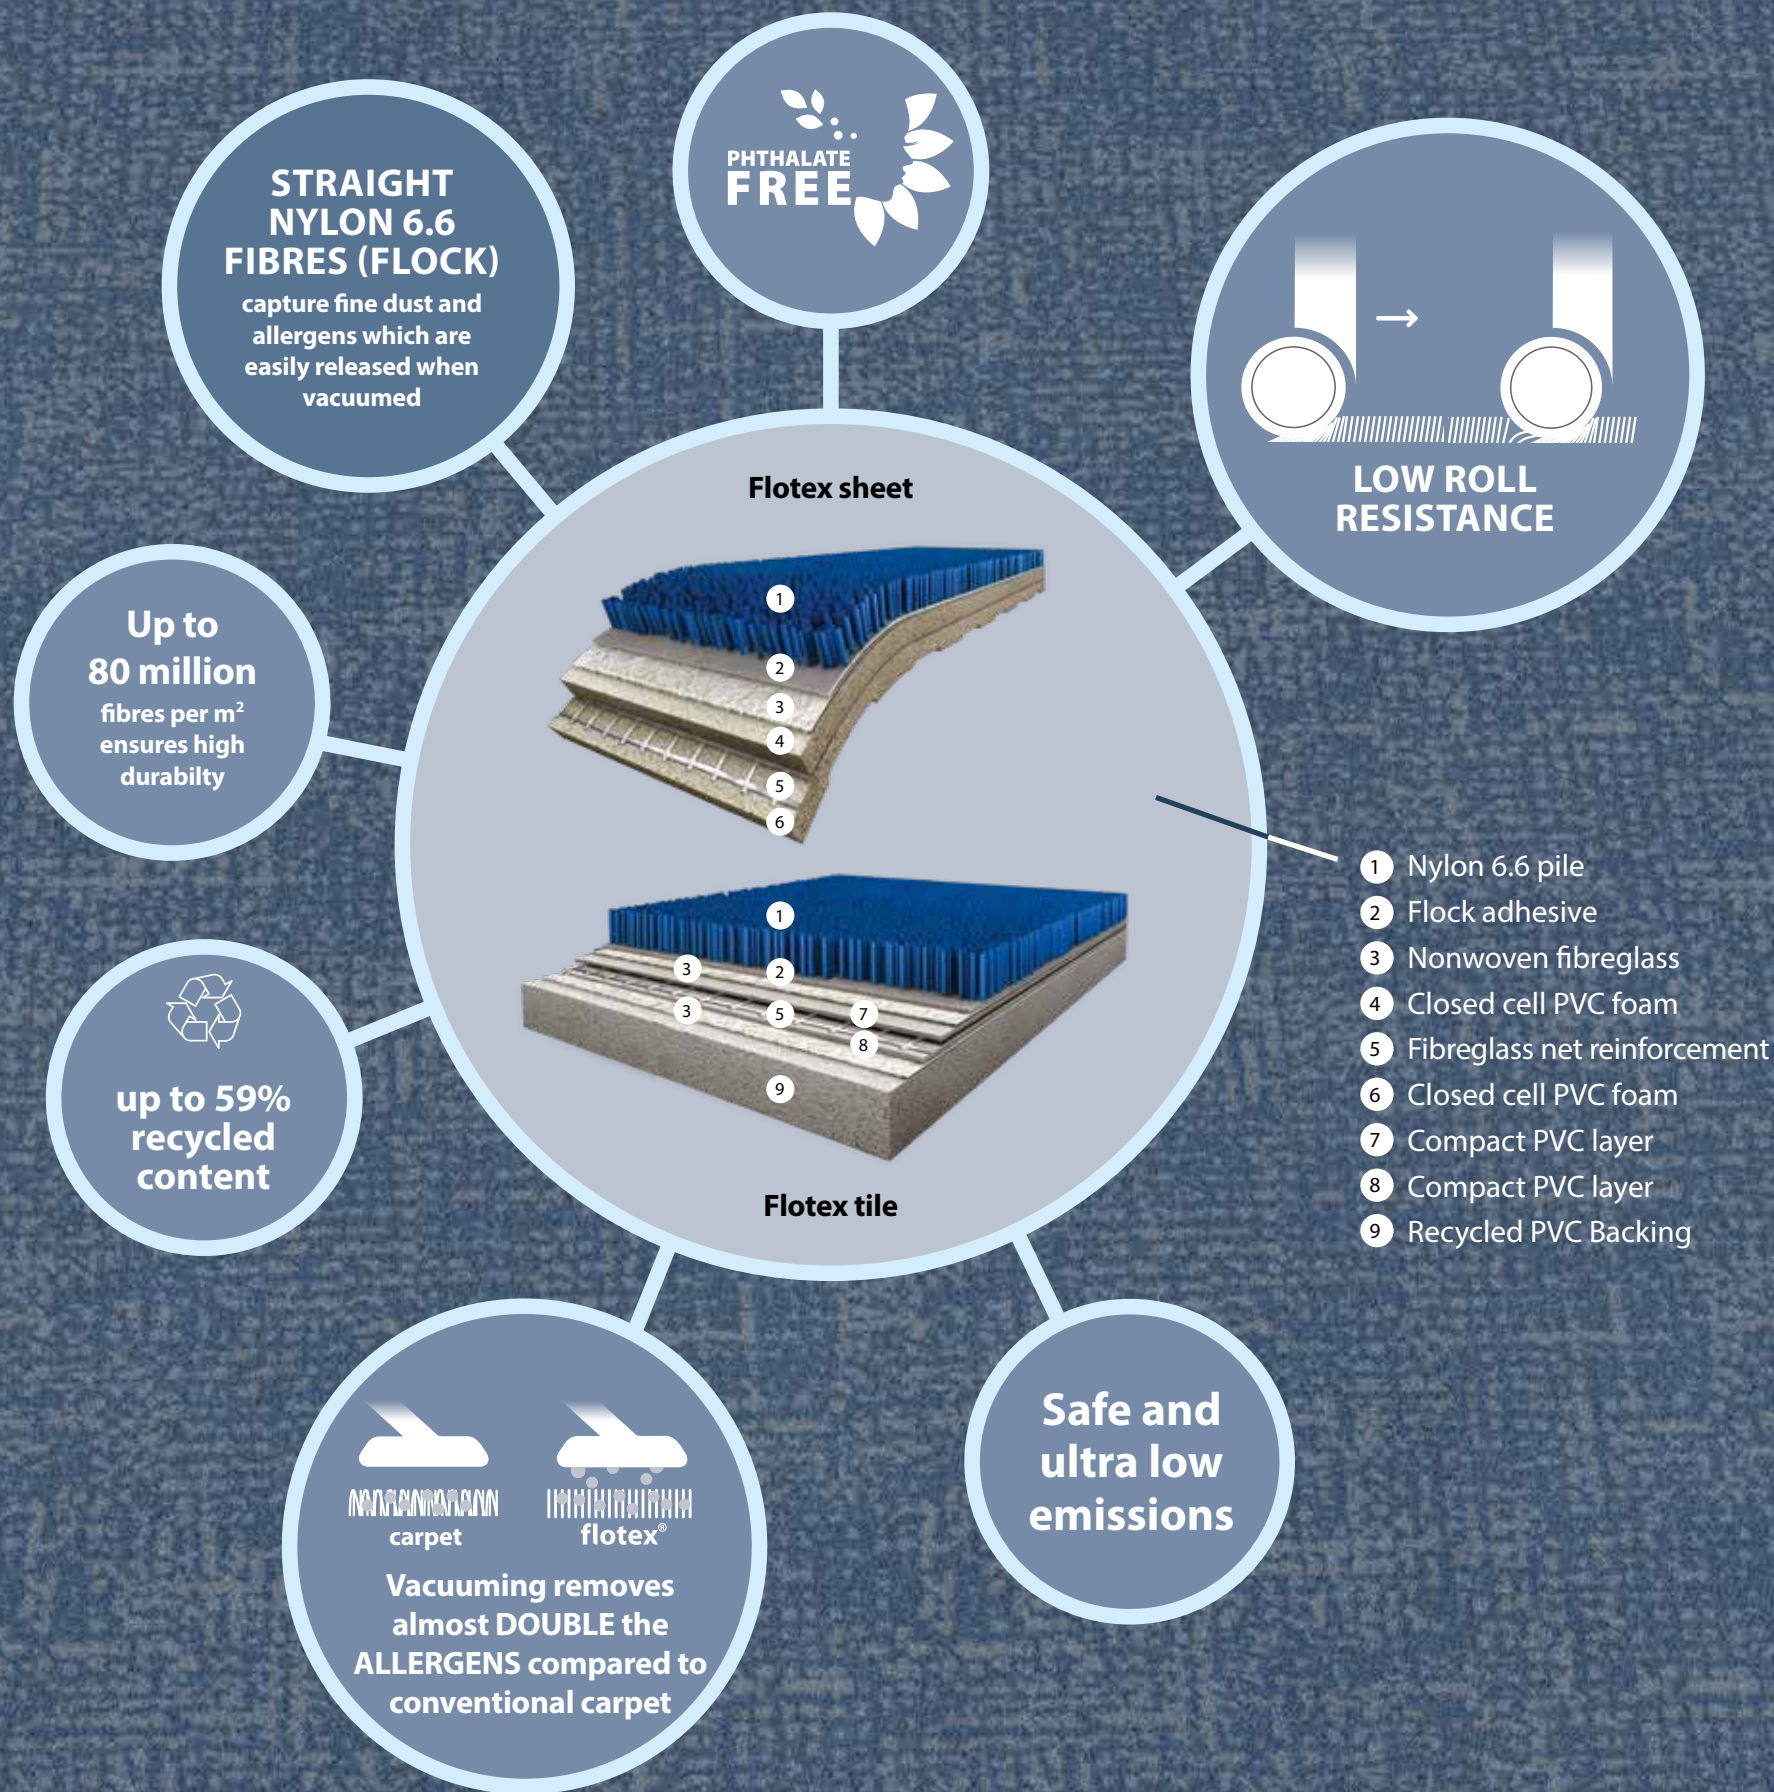 PHTHALATE
FREE
STRAIGHT
NYLON 6.6
FIBRES (FLOCK)
capture fine dust and
allergens which are
easily released when
vacuumed
LOW ROLL
RESISTANCE
Up to
80 million
fibres per m²
ensures high
durabilty
up to 59%
recycled
content
Flotex sheet
1
2
3
4
5
6
1
3
2
3
5
7
8
9
Flotex tile
1 Nylon 6.6 pile
2 Flock adhesive
3 Nonwoven fibreglass
4 Closed cell PVC foam
5 Fibreglass net reinforcement
6 Closed cell PVC foam
7 Compact PVC layer
8 Compact PVC layer
9 Recycled PVC Backing
carpet
flotex®
Vacuuming removes
almost DOUBLE the
ALLERGENS compared to
conventional carpet
Safe and
ultra low
emissions